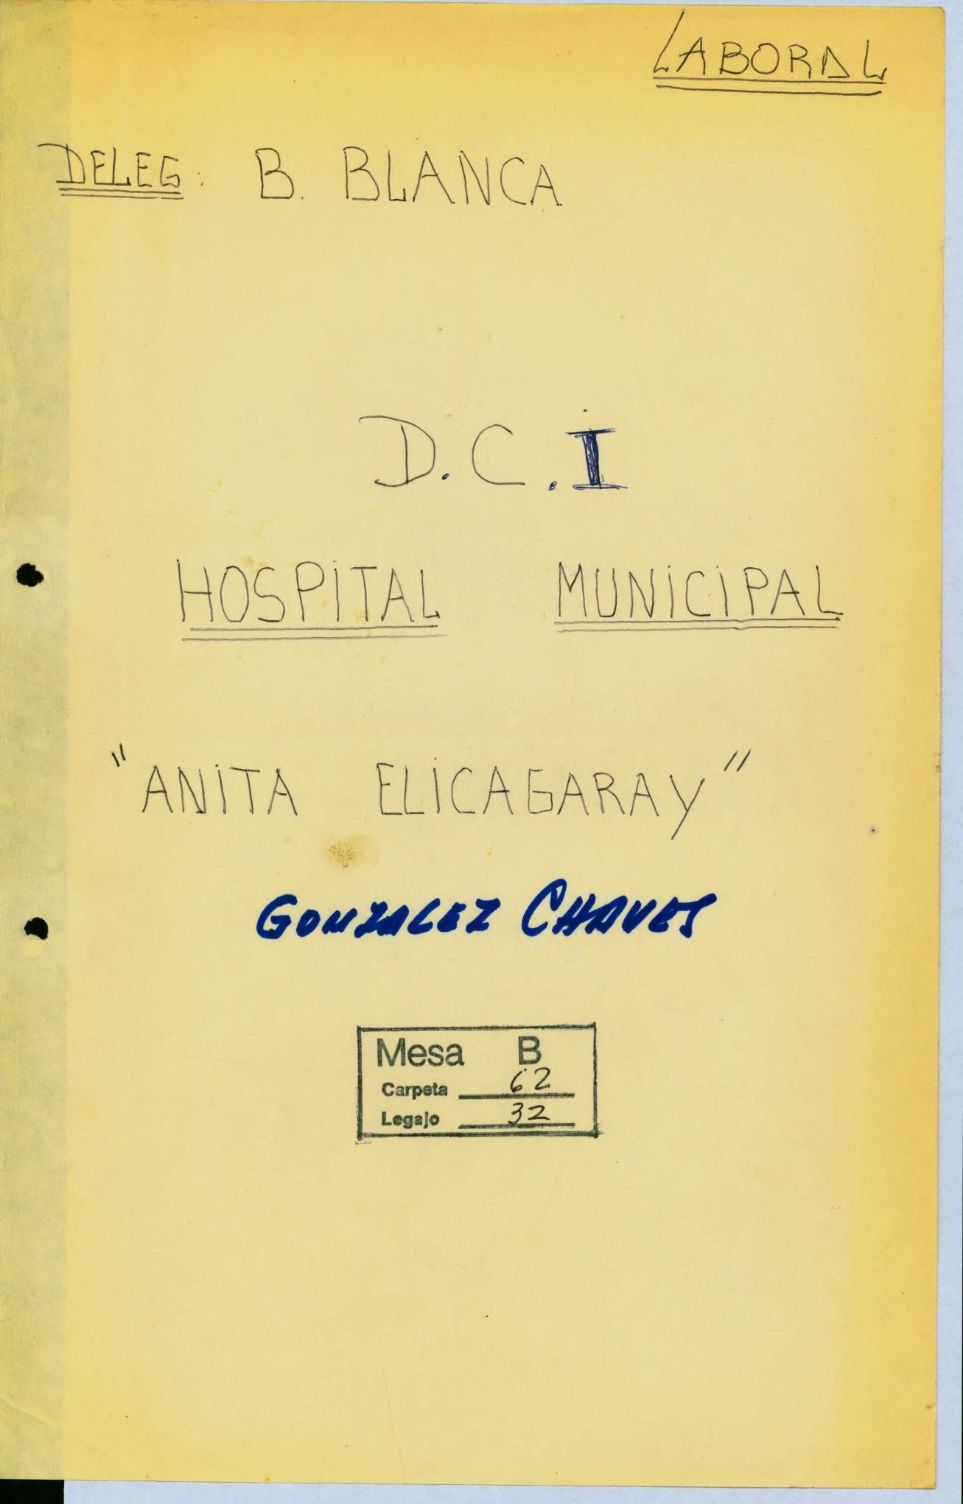 LABORAL
DELEG: B. BLANCA
D.C.I
HOSPITAL MUNICIPAL
"ANITA ELICAGARAY"
GONZALEZ CHAVES
Mesa B
Carpeta 62
Legajo 32